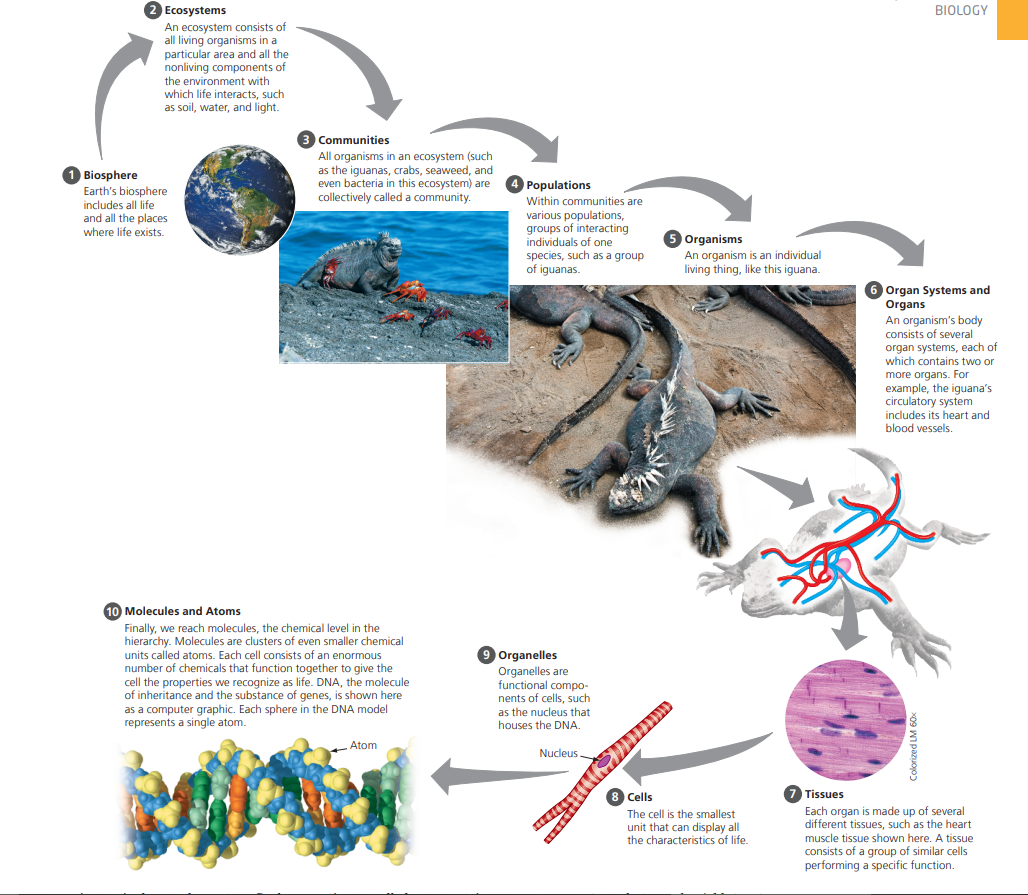 BIOLOGY
2 Ecosystems
An ecosystem consists of
all living organisms in a
particular area and all the
nonliving components of
the environment with
which life interacts, such
as soil, water, and light.
1 Biosphere
Earth's biosphere
includes all life
and all the places
where life exists.
3 Communities
All organisms in an ecosystem (such
as the iguanas, crabs, seaweed, and
even bacteria in this ecosystem) are
collectively called a community.
4 Populations
Within communities are
various populations,
groups of interacting
individuals of one
species, such as a group
of iguanas.
5 Organisms
An organism is an individual
living thing, like this iguana.
6 Organ Systems and
Organs
An organism's body
consists of several
organ systems, each of
which contains two or
more organs. For
example, the iguana's
circulatory system
includes its heart and
blood vessels.
Colorized LM 60×
7 Tissues
Each organ is made up of several
different tissues, such as the heart
muscle tissue shown here. A tissue
consists of a group of similar cells
performing a specific function.
8 Cells
The cell is the smallest
unit that can display all
the characteristics of life.
9 Organelles
Organelles are
functional compo-
nents of cells, such
as the nucleus that
houses the DNA.
Nucleus
10 Molecules and Atoms
Finally, we reach molecules, the chemical level in the
hierarchy. Molecules are clusters of even smaller chemical
units called atoms. Each cell consists of an enormous
number of chemicals that function together to give the
cell the properties we recognize as life. DNA, the molecule
of inheritance and the substance of genes, is shown here
as a computer graphic. Each sphere in the DNA model
represents a single atom.
Atom